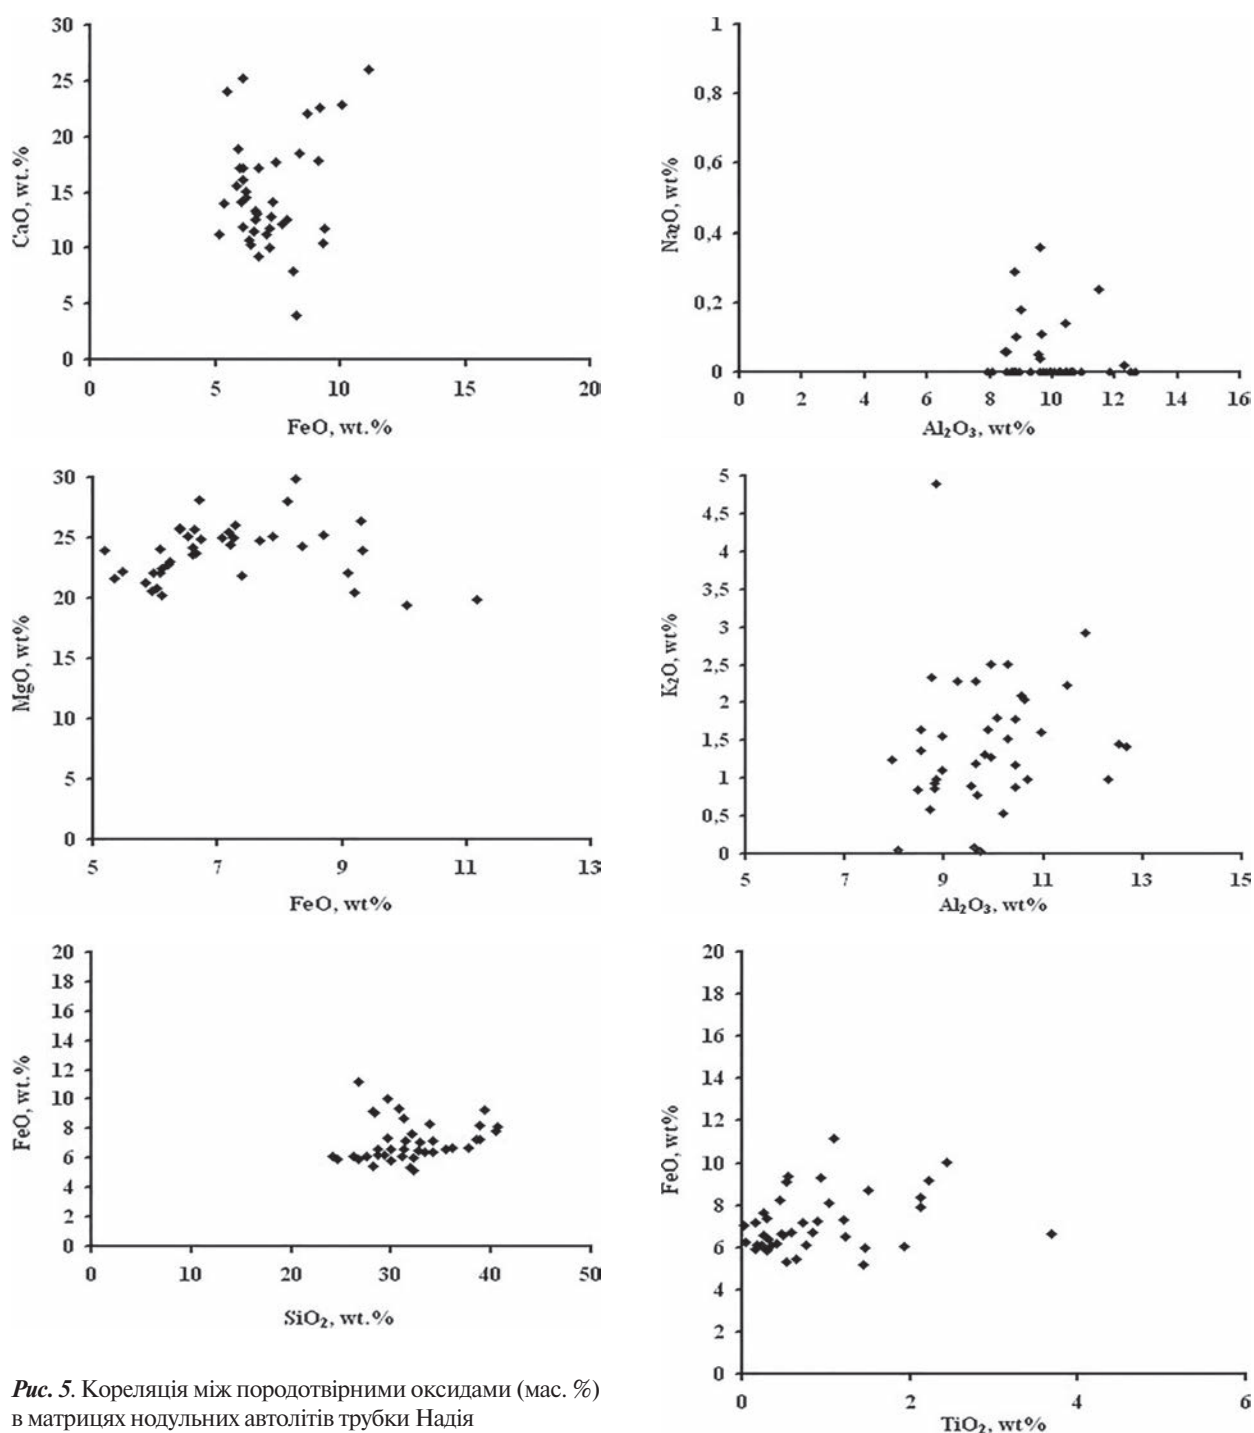 30
25
20
15
10
5
0
CaO, wt.%
0 5 10 15 20
FeO, wt.%
1
0,8
0,6
0,4
0,2
0
Na₂O, wt%
0 2 4 6 8 10 12 14 16
Al₂O₃, wt%
30
25
20
15
10
5
0
MgO, wt%
5 7 9 11 13
FeO, wt%
5
4,5
4
3,5
3
2,5
2
1,5
1
0,5
0
K₂O, wt%
5 7 9 11 13 15
Al₂O₃, wt%
20
18
16
14
12
10
8
6
4
2
0
FeO, wt.%
0 10 20 30 40 50
SiO₂, wt.%
20
18
16
14
12
10
8
6
4
2
0
FeO, wt%
0 2 4 6
TiO₂, wt%
Рис. 5. Кореляція між породотвірними оксидами (мас. %)
в матрицях нодульних автолітів трубки Надія